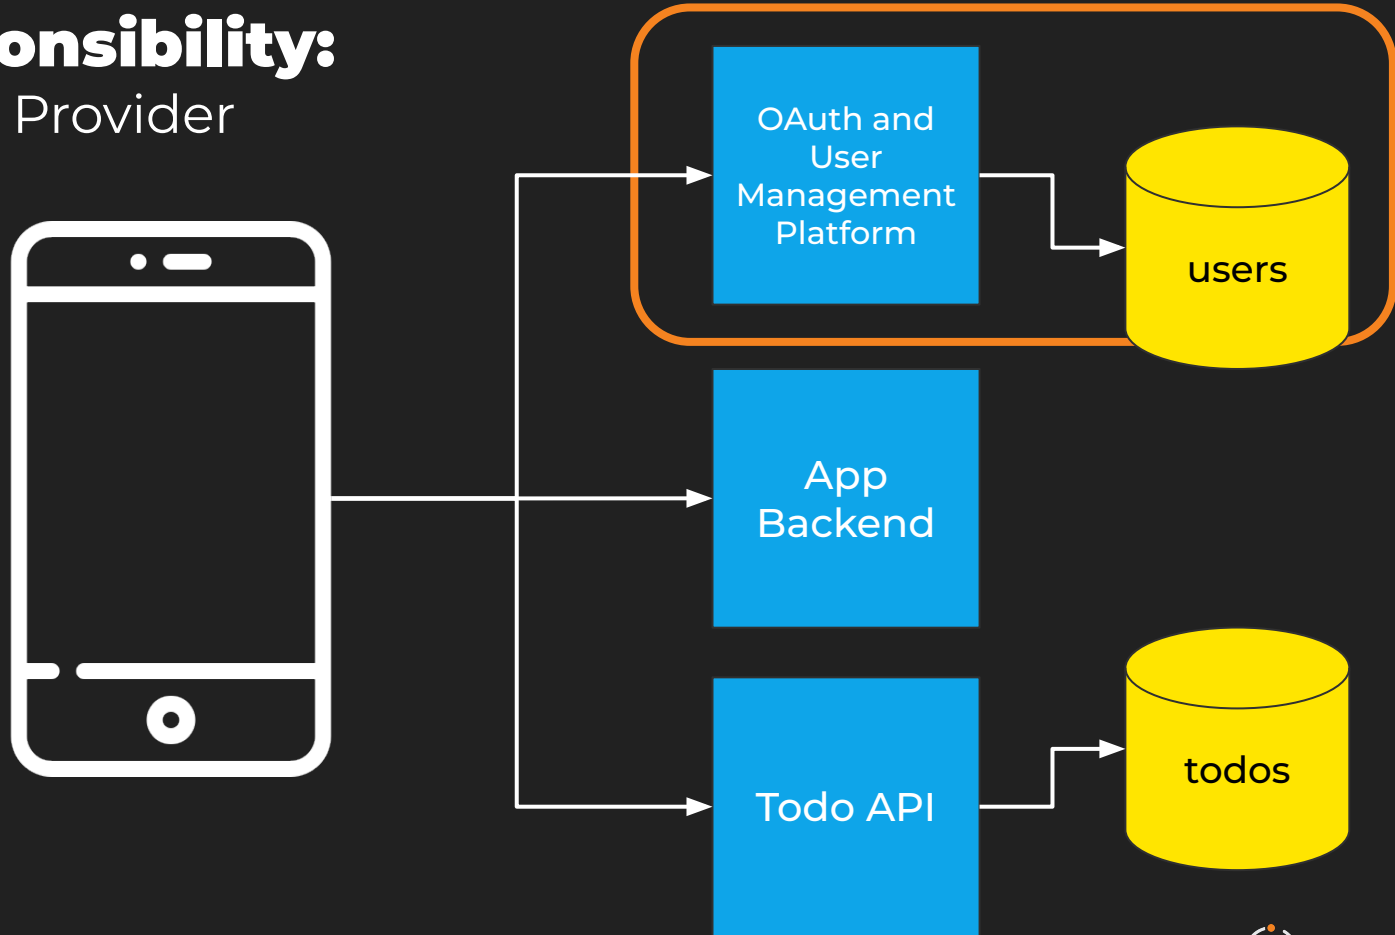 onsibility:
Provider
OAuth and
User
Management
Platform
users
App
Backend
Todo API
todos